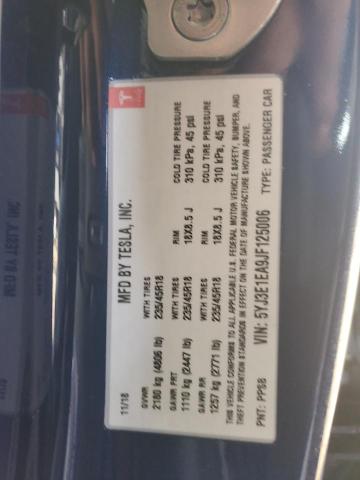 11/18 MFD BY TESLA, INC.
GVWR WITH TIRES RIM COLD TIRE PRESSURE
2180 kg (4806 lb) 235/45R18 18X8.5 J 310 kPa, 45 psi
GAWR FRT WITH TIRES RIM COLD TIRE PRESSURE
1110 kg (2447 lb) 235/45R18 18X8.5 J 310 kPa, 45 psi
GAWR RR
1257 kg (2771 lb) 235/45R18
THIS VEHICLE CONFORMS TO ALL APPLICABLE U.S. FEDERAL MOTOR VEHICLE SAFETY, BUMPER, AND
THEFT PREVENTION STANDARDS IN EFFECT ON THE DATE OF MANUFACTURE SHOWN ABOVE.
PNT: PPSB VIN: 5YJ3E1EA9JF125006 TYPE: PASSENGER CAR